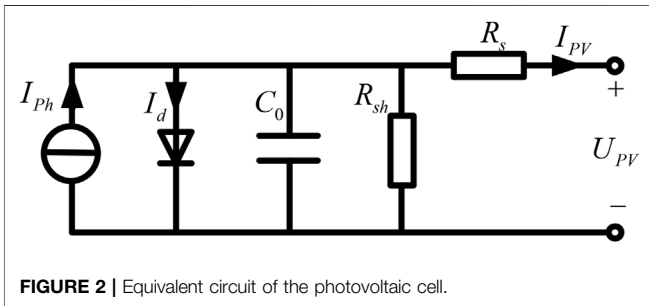 R_s I_PV
I_Ph I_d C_0 R_sh +
U_PV
−
FIGURE 2 | Equivalent circuit of the photovoltaic cell.